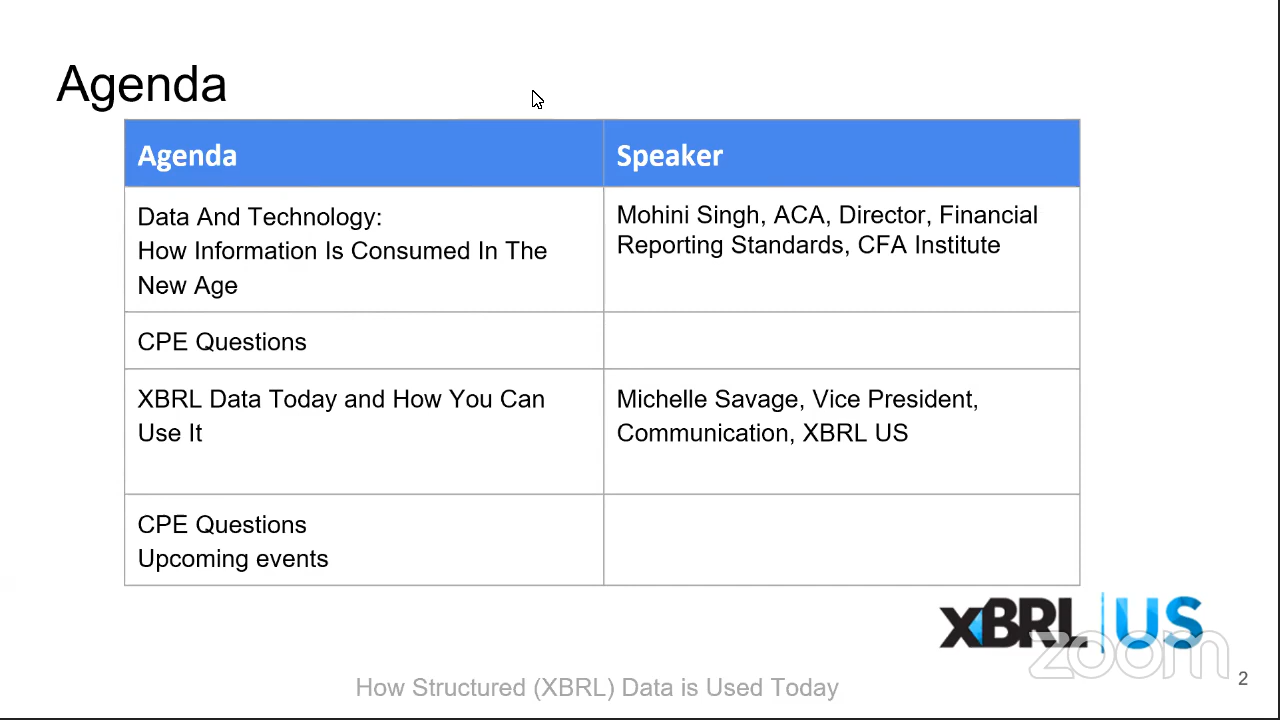 Agenda
Agenda
Speaker
Data And Technology:
How Information Is Consumed In The
New Age
Mohini Singh, ACA, Director, Financial
Reporting Standards, CFA Institute
CPE Questions
XBRL Data Today and How You Can
Use It
Michelle Savage, Vice President,
Communication, XBRL US
CPE Questions
Upcoming events
XBRL US
zoom
How Structured (XBRL) Data is Used Today
2